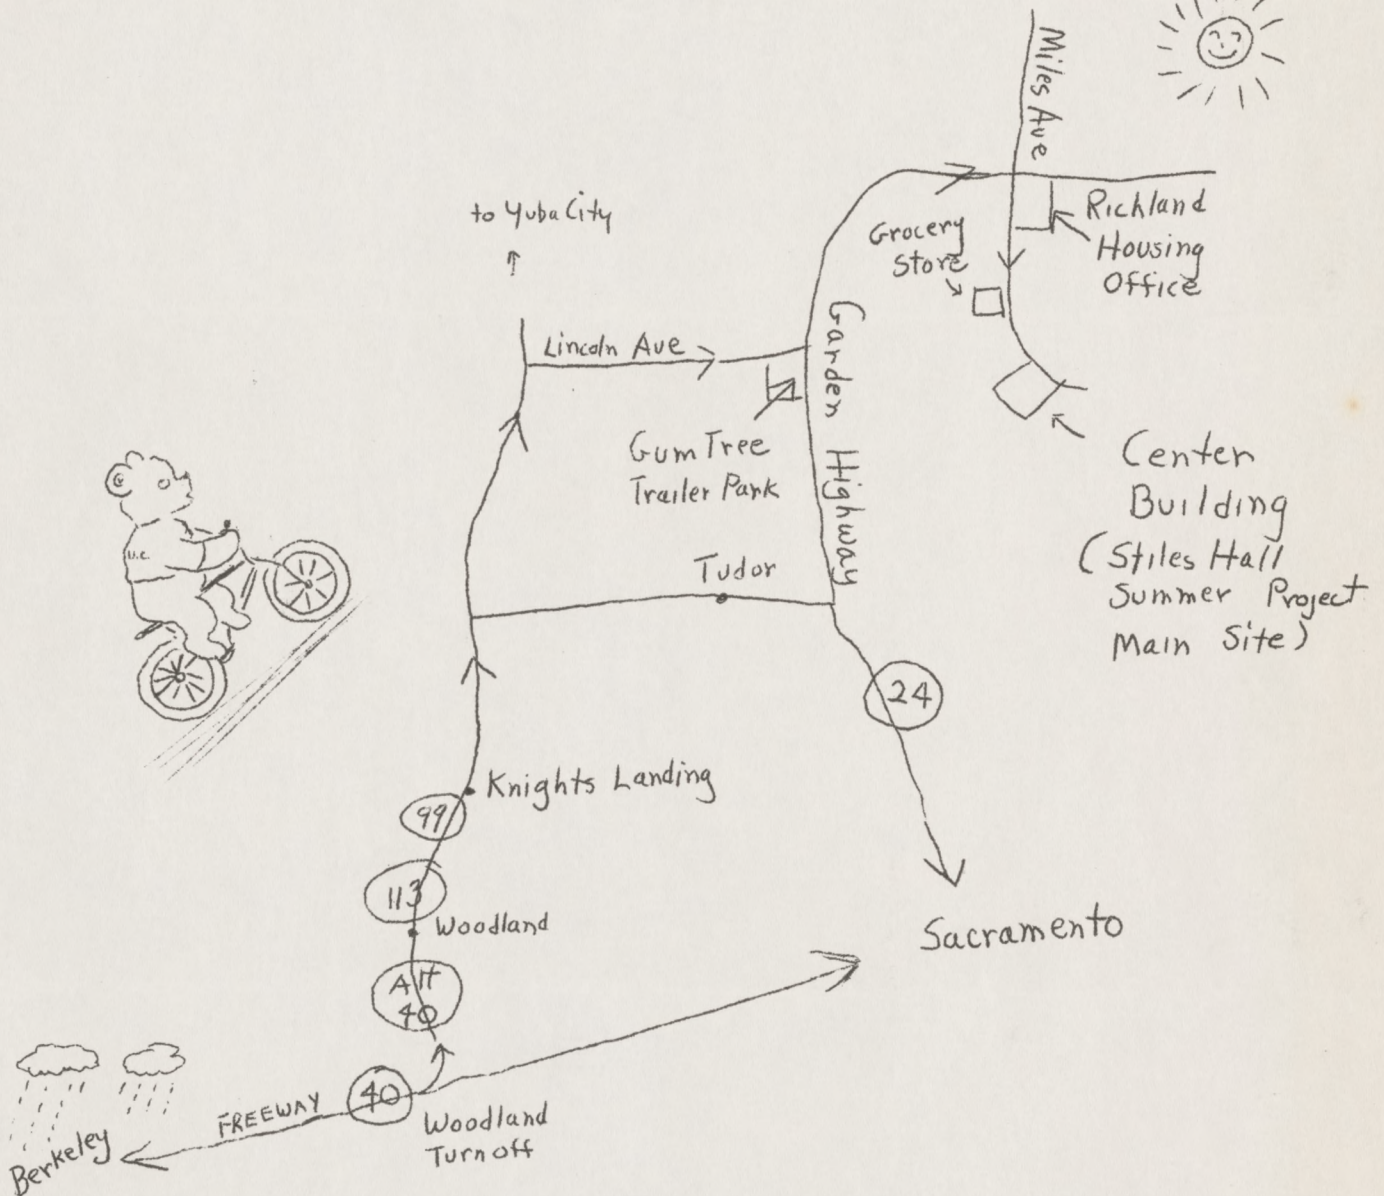 Miles Ave
to Yuba City
Richland
Housing
Office
Grocery
Store
Lincoln Ave
Garden Highway
Gum Tree
Trailer Park
Center
Building
(Stiles Hall
Summer Project
Main Site)
U.C.
Tudor
24
Knights Landing
99
113
Woodland
Sacramento
Alt
40
FREEWAY
40
Woodland
Turnoff
Berkeley